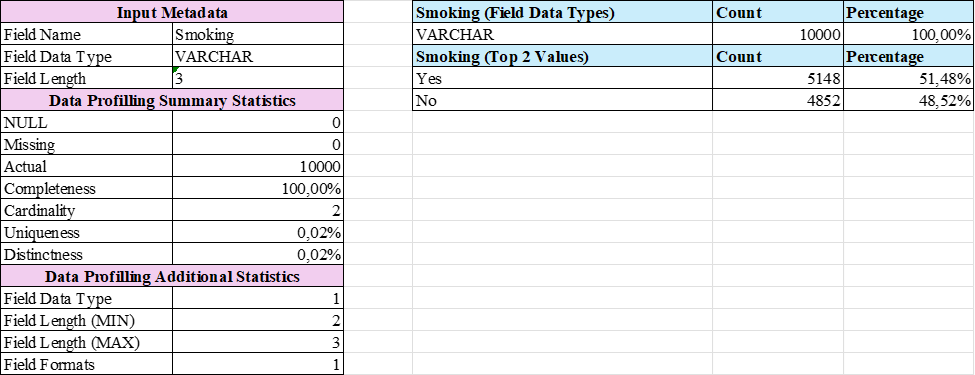 Input Metadata
Field Name Smoking
Field Data Type VARCHAR
Field Length 3
Data Profilling Summary Statistics
NULL 0
Missing 0
Actual 10000
Completeness 100,00%
Cardinality 2
Uniqueness 0,02%
Distinctness 0,02%
Data Profilling Additional Statistics
Field Data Type 1
Field Length (MIN) 2
Field Length (MAX) 3
Field Formats 1
Smoking (Field Data Types) Count Percentage
VARCHAR 10000 100,00%
Smoking (Top 2 Values) Count Percentage
Yes 5148 51,48%
No 4852 48,52%